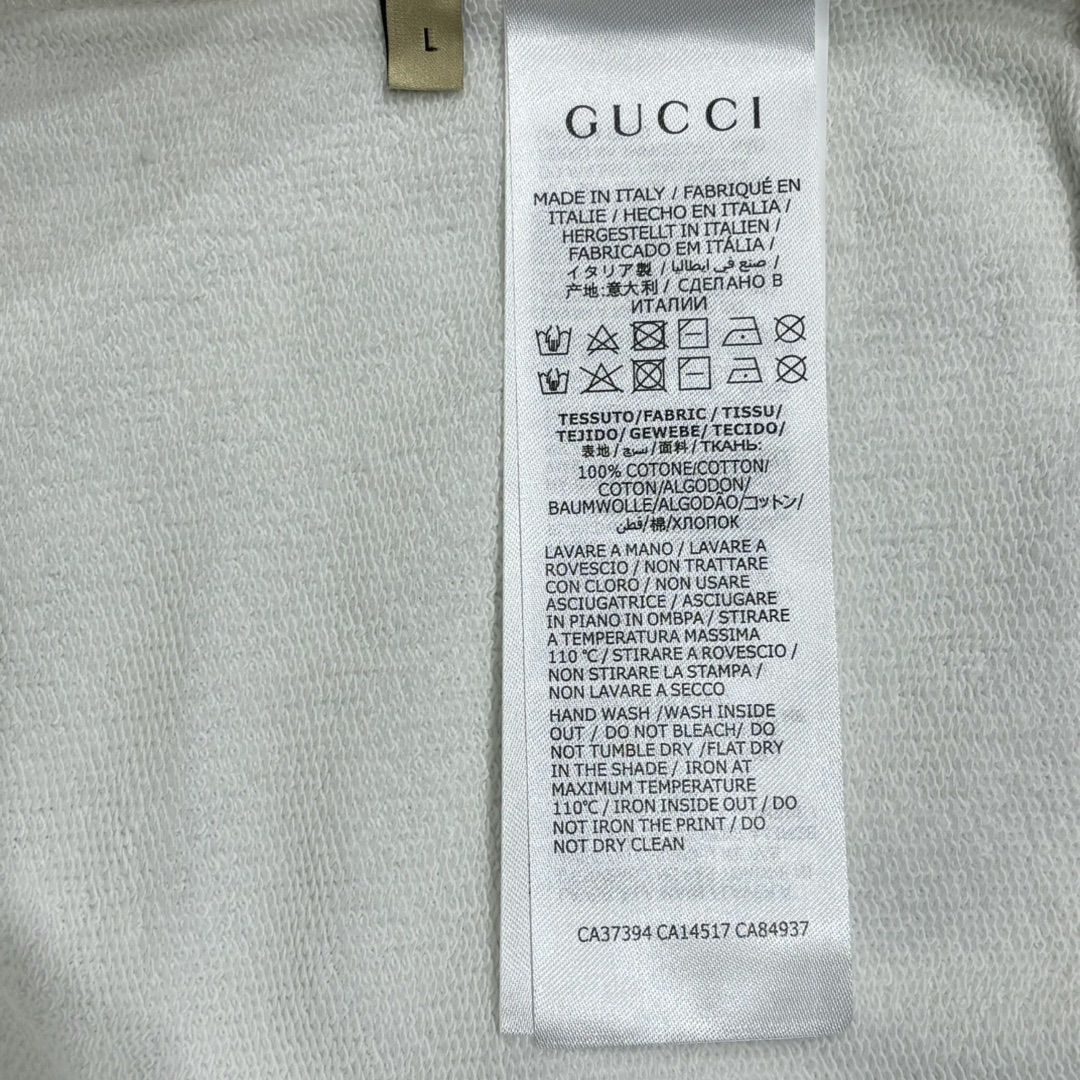 L
GUCCI
MADE IN ITALY / FABRIQUÉ EN
ITALIE / HECHO EN ITALIA /
HERGESTELLT IN ITALIEN /
FABRICADO EM ITÁLIA /
イタリア製 / صنع في ايطاليا /
产地:意大利 / СДЕЛАНО В
ИТАЛИИ
TESSUTO/FABRIC / TISSU/
TEJIDO/ GEWEBE/ TECIDO/
表地 / نسيج / 面料 / ТКАНЬ:
100% COTONE/COTTON/
COTON/ALGODON/
BAUMWOLLE/ALGODÃO/コットン/
قطن/棉/ХЛОПОК
LAVARE A MANO / LAVARE A
ROVESCIO / NON TRATTARE
CON CLORO / NON USARE
ASCIUGATRICE / ASCIUGARE
IN PIANO IN OMBPA / STIRARE
A TEMPERATURA MASSIMA
110 ℃ / STIRARE A ROVESCIO /
NON STIRARE LA STAMPA /
NON LAVARE A SECCO
HAND WASH /WASH INSIDE
OUT / DO NOT BLEACH/ DO
NOT TUMBLE DRY /FLAT DRY
IN THE SHADE / IRON AT
MAXIMUM TEMPERATURE
110℃ / IRON INSIDE OUT / DO
NOT IRON THE PRINT / DO
NOT DRY CLEAN
CA37394 CA14517 CA84937